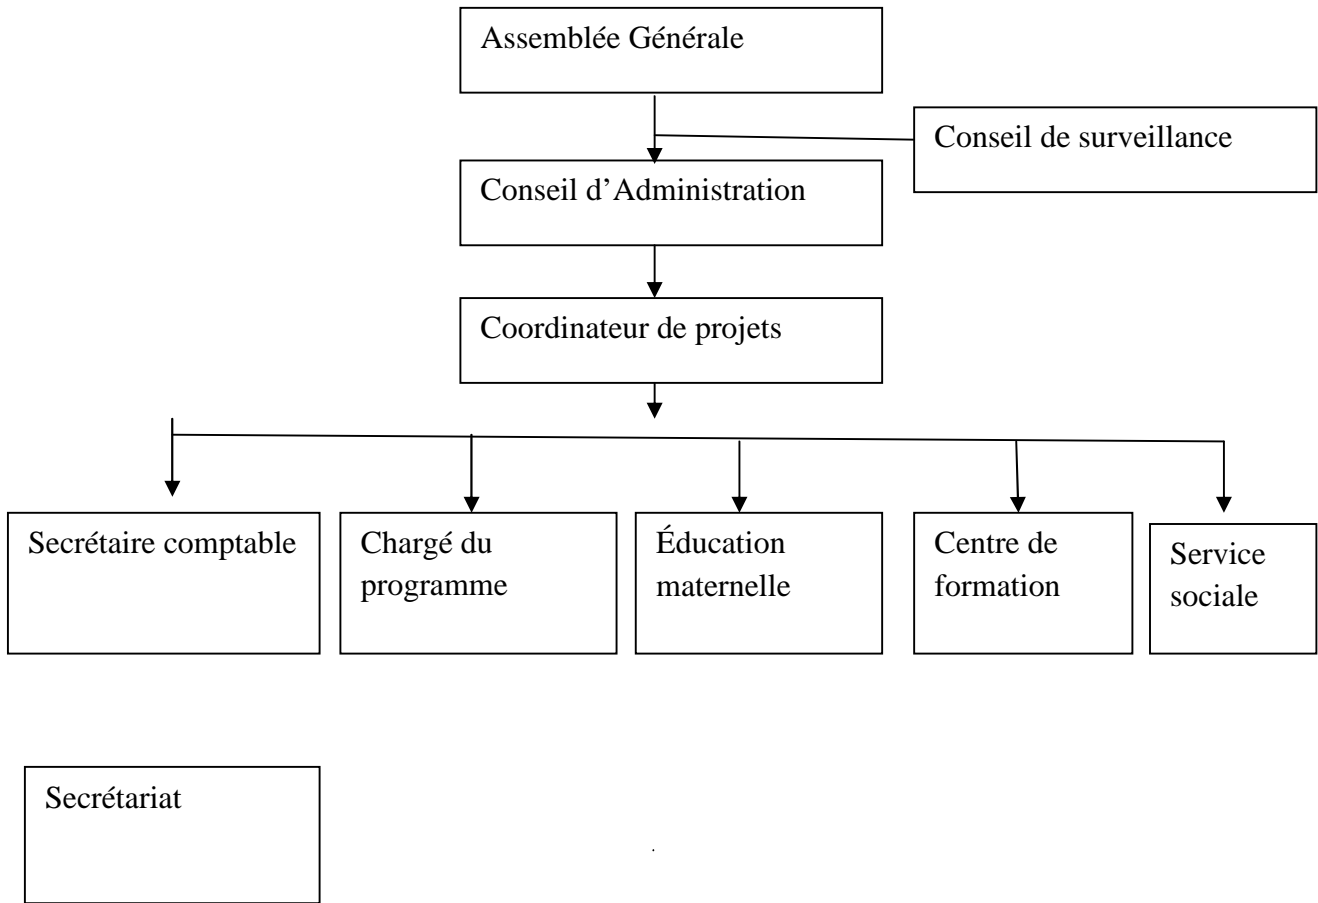 Assemblée Générale
Conseil de surveillance
Conseil d’Administration
Coordinateur de projets
Secrétaire comptable
Chargé du
programme
Éducation
maternelle
Centre de
formation
Service
sociale
Secrétariat
.